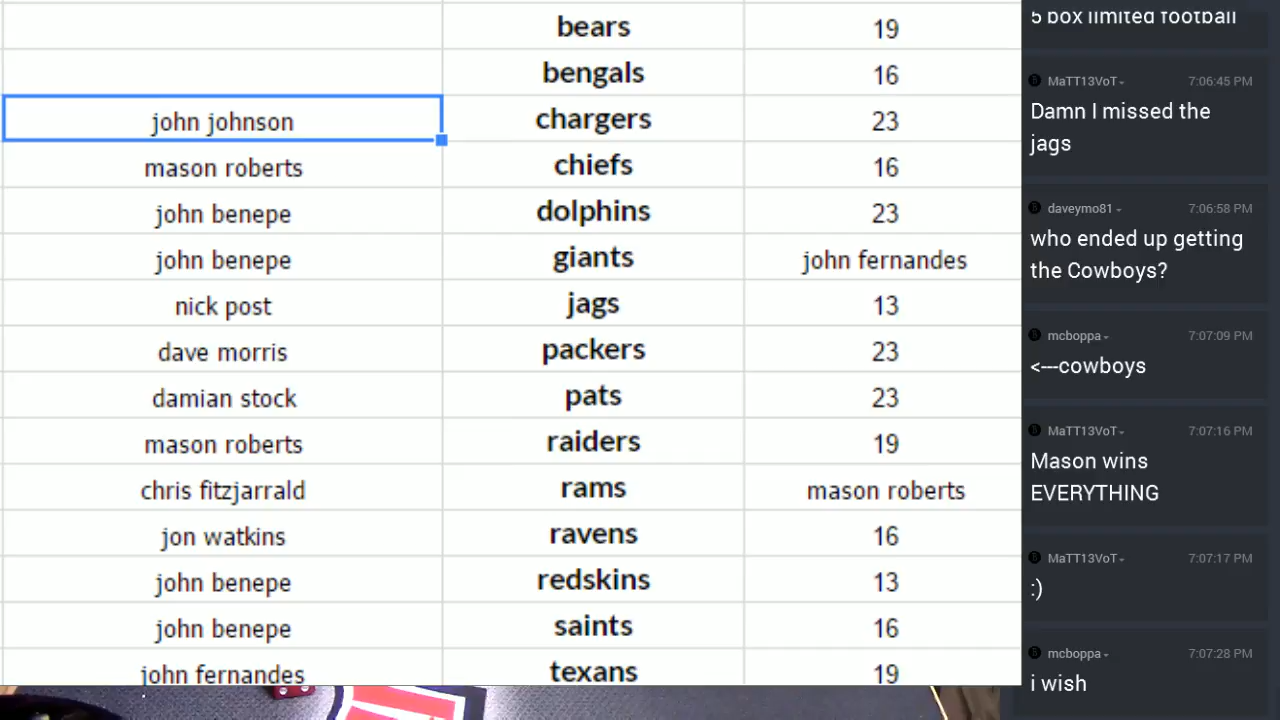 bears 19
bengals 16
john johnson chargers 23
mason roberts chiefs 16
john benepe dolphins 23
john benepe giants john fernandes
nick post jags 13
dave morris packers 23
damian stock pats 23
mason roberts raiders 19
chris fitzjarrald rams mason roberts
jon watkins ravens 16
john benepe redskins 13
john benepe saints 16
john fernandes texans 19
5 box limited football
MaTT13VoT 7:06:45 PM
Damn I missed the
jags
daveymo81 7:06:58 PM
who ended up getting
the Cowboys?
mcboppa 7:07:09 PM
<---cowboys
MaTT13VoT 7:07:16 PM
Mason wins
EVERYTHING
MaTT13VoT 7:07:17 PM
:)
mcboppa 7:07:28 PM
i wish